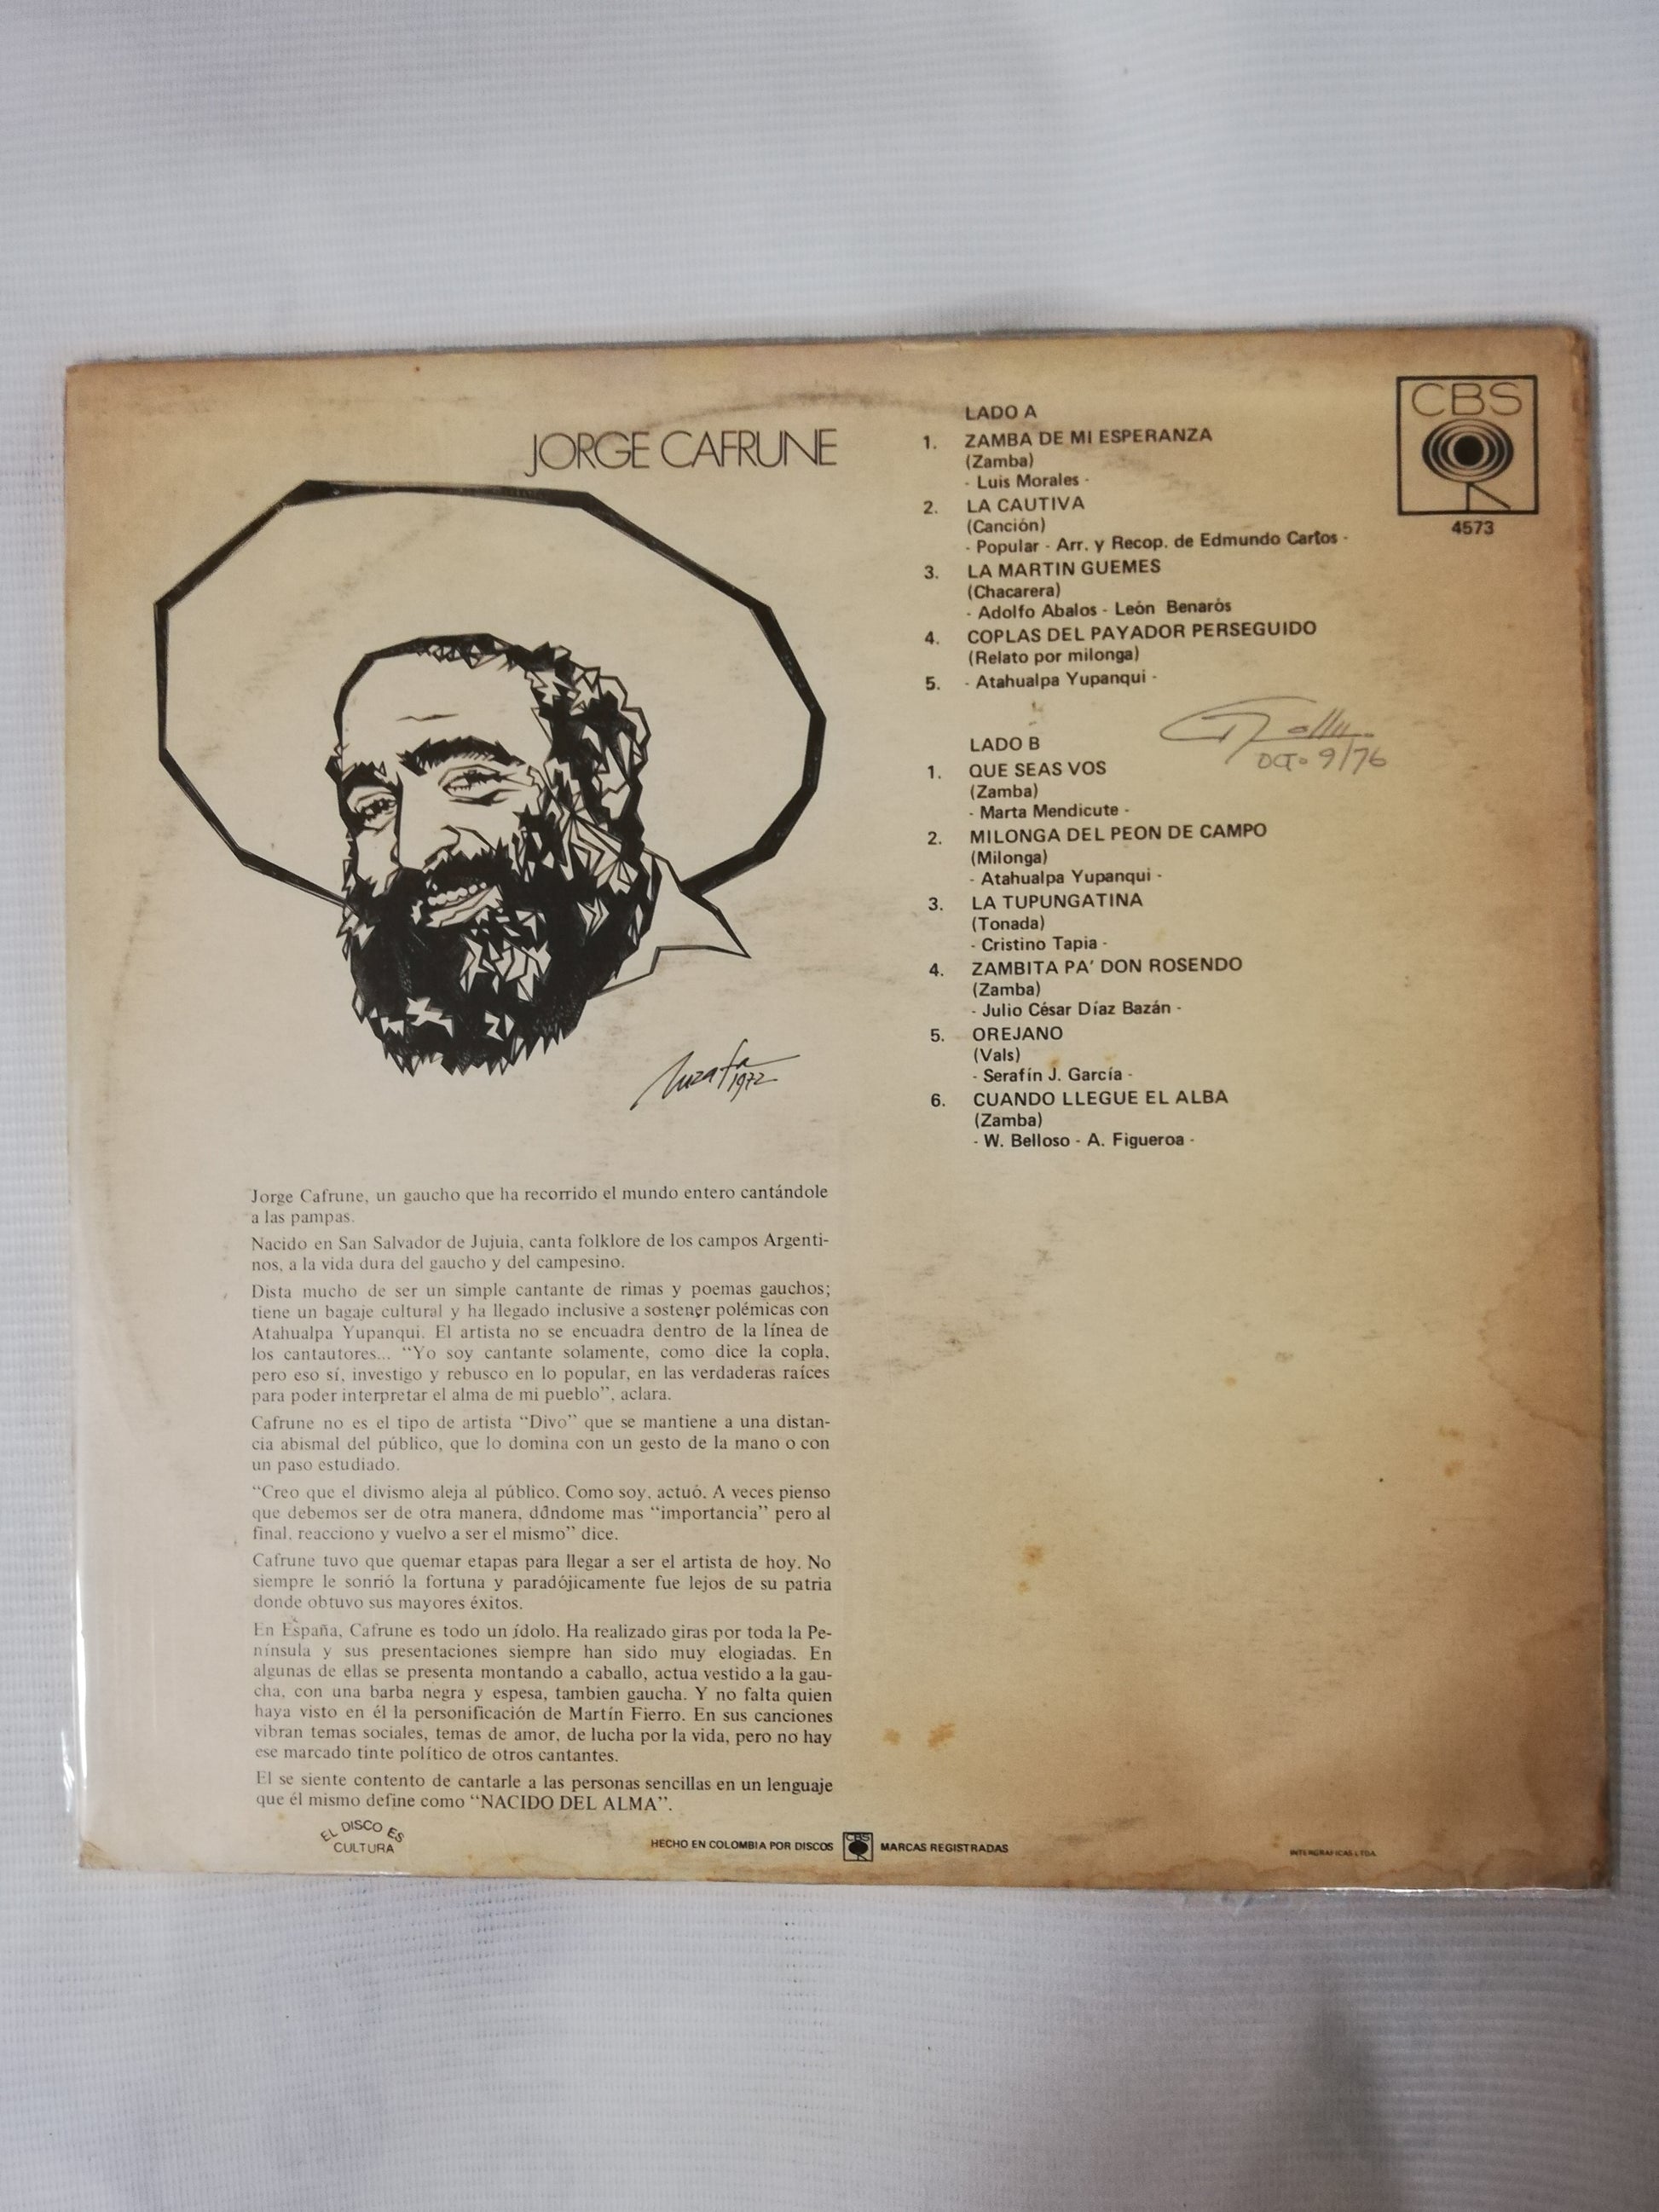 JORGE CAFRUNE
1972
Jorge Cafrune, un gaucho que ha recorrido el mundo entero cantándole
a las pampas.
Nacido en San Salvador de Jujuia, canta folklore de los campos Argenti-
nos, a la vida dura del gaucho y del campesino.
Dista mucho de ser un simple cantante de rimas y poemas gauchos;
tiene un bagaje cultural y ha llegado inclusive a sostener polémicas con
Atahualpa Yupanqui. El artista no se encuadra dentro de la línea de
los cantautores... “Yo soy cantante solamente, como dice la copla,
pero eso sí, investigo y rebusco en lo popular, en las verdaderas raíces
para poder interpretar el alma de mi pueblo”, aclara.
Cafrune no es el tipo de artista “Divo” que se mantiene a una distan-
cia abismal del público, que lo domina con un gesto de la mano o con
un paso estudiado.
“Creo que el divismo aleja al público. Como soy, actuó. A veces pienso
que debemos ser de otra manera, dándome mas “importancia” pero al
final, reacciono y vuelvo a ser el mismo” dice.
Cafrune tuvo que quemar etapas para llegar a ser el artista de hoy. No
siempre le sonrió la fortuna y paradójicamente fue lejos de su patria
donde obtuvo sus mayores éxitos.
En España, Cafrune es todo un ídolo. Ha realizado giras por toda la Pe-
nínsula y sus presentaciones siempre han sido muy elogiadas. En
algunas de ellas se presenta montando a caballo, actua vestido a la gau-
cha, con una barba negra y espesa, tambien gaucha. Y no falta quien
haya visto en él la personificación de Martín Fierro. En sus canciones
vibran temas sociales, temas de amor, de lucha por la vida, pero no hay
ese marcado tinte político de otros cantantes.
El se siente contento de cantarle a las personas sencillas en un lenguaje
que él mismo define como “NACIDO DEL ALMA”.
LADO A
1. ZAMBA DE MI ESPERANZA
(Zamba)
- Luis Morales -
2. LA CAUTIVA
(Canción)
- Popular - Arr. y Recop. de Edmundo Cartos -
3. LA MARTIN GUEMES
(Chacarera)
- Adolfo Abalos - León Benarós
4. COPLAS DEL PAYADOR PERSEGUIDO
(Relato por milonga)
5. - Atahualpa Yupanqui -
OCT. 9/76
LADO B
1. QUE SEAS VOS
(Zamba)
- Marta Mendicute -
2. MILONGA DEL PEON DE CAMPO
(Milonga)
- Atahualpa Yupanqui -
3. LA TUPUNGATINA
(Tonada)
- Cristino Tapia -
4. ZAMBITA PA' DON ROSENDO
(Zamba)
- Julio César Díaz Bazán -
5. OREJANO
(Vals)
- Serafín J. García -
6. CUANDO LLEGUE EL ALBA
(Zamba)
- W. Belloso - A. Figueroa -
CBS
4573
EL DISCO ES
CULTURA
HECHO EN COLOMBIA POR DISCOS CBS MARCAS REGISTRADAS
INTERGRAFICAS LTDA.